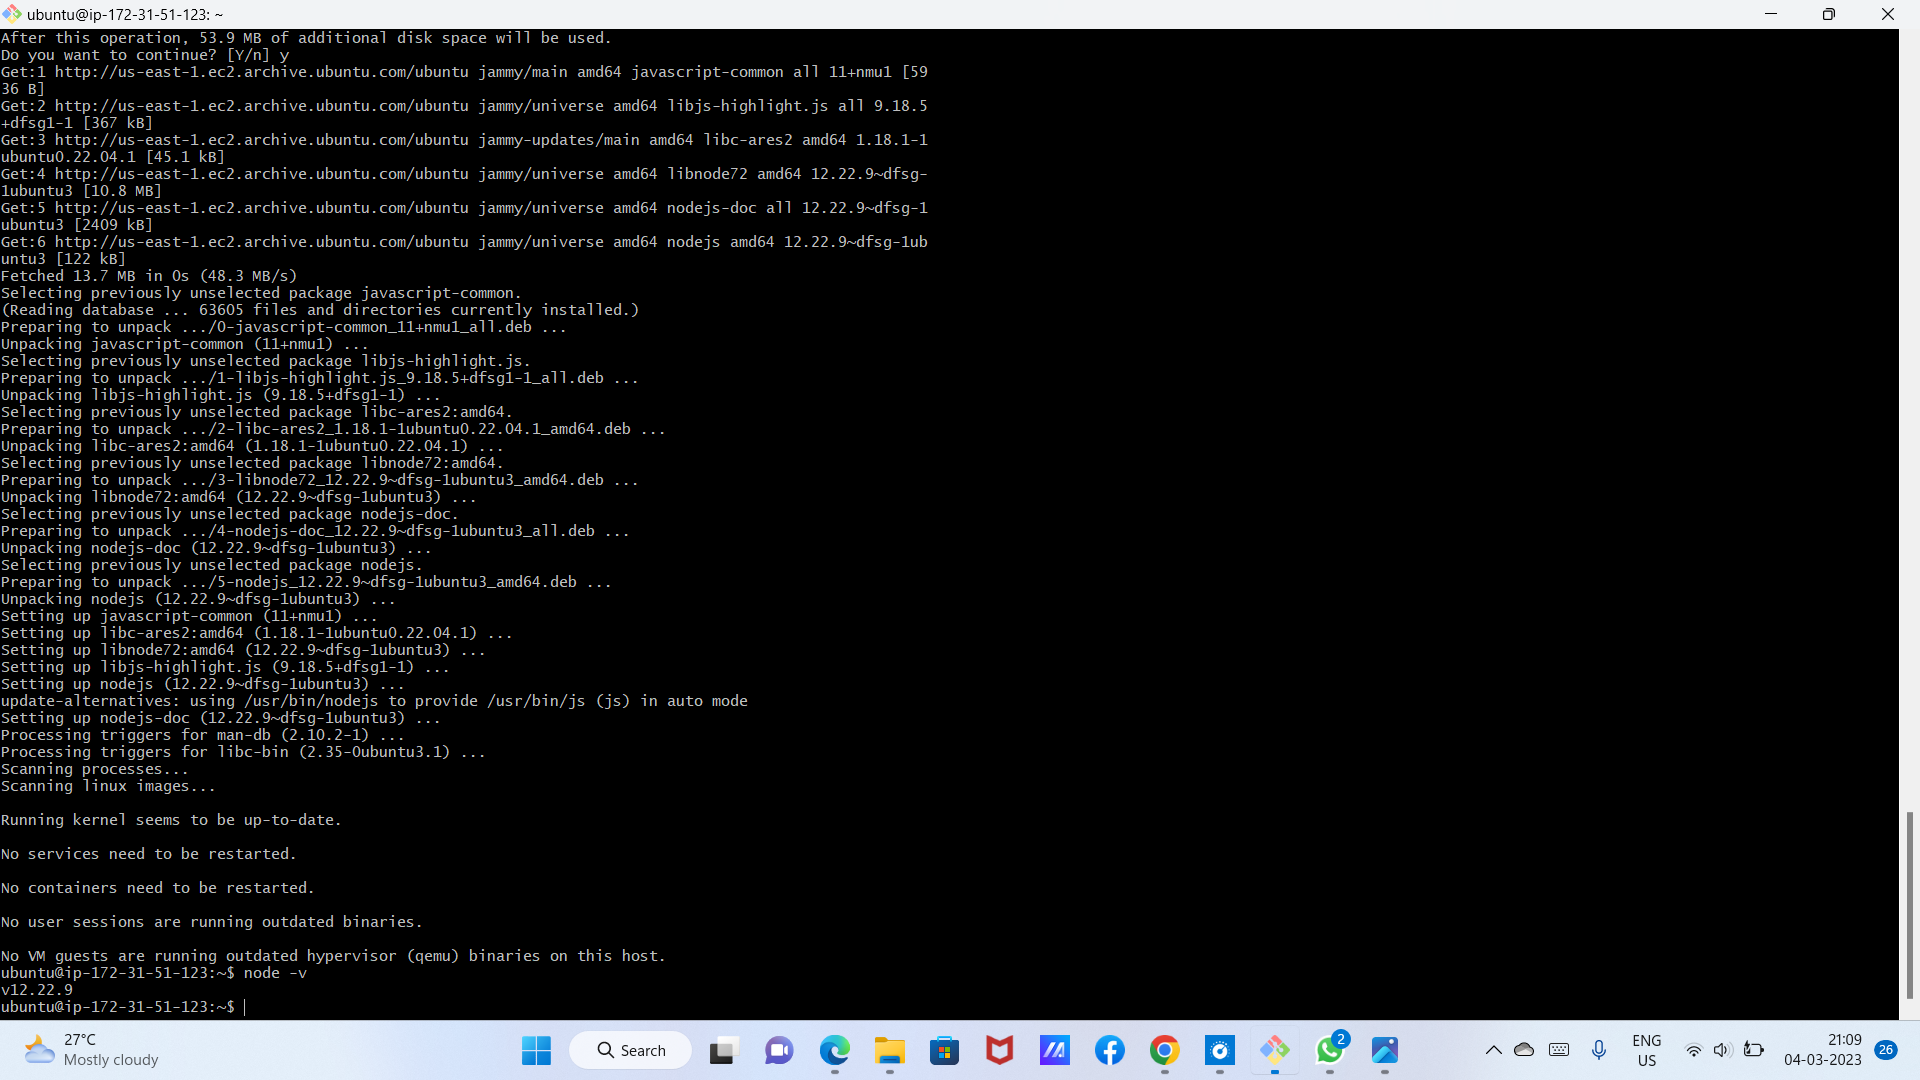 ubuntu@ip-172-31-51-123: ~
After this operation, 53.9 MB of additional disk space will be used.
Do you want to continue? [Y/n] y
Get:1 http://us-east-1.ec2.archive.ubuntu.com/ubuntu jammy/main amd64 javascript-common all 11+nmu1 [59
36 B]
Get:2 http://us-east-1.ec2.archive.ubuntu.com/ubuntu jammy/universe amd64 libjs-highlight.js all 9.18.5
+dfsg1-1 [367 kB]
Get:3 http://us-east-1.ec2.archive.ubuntu.com/ubuntu jammy-updates/main amd64 libc-ares2 amd64 1.18.1-1
ubuntu0.22.04.1 [45.1 kB]
Get:4 http://us-east-1.ec2.archive.ubuntu.com/ubuntu jammy/universe amd64 libnode72 amd64 12.22.9~dfsg-
1ubuntu3 [10.8 MB]
Get:5 http://us-east-1.ec2.archive.ubuntu.com/ubuntu jammy/universe amd64 nodejs-doc all 12.22.9~dfsg-1
ubuntu3 [2409 kB]
Get:6 http://us-east-1.ec2.archive.ubuntu.com/ubuntu jammy/universe amd64 nodejs amd64 12.22.9~dfsg-1ub
untu3 [122 kB]
Fetched 13.7 MB in 0s (48.3 MB/s)
Selecting previously unselected package javascript-common.
(Reading database ... 63605 files and directories currently installed.)
Preparing to unpack .../0-javascript-common_11+nmu1_all.deb ...
Unpacking javascript-common (11+nmu1) ...
Selecting previously unselected package libjs-highlight.js.
Preparing to unpack .../1-libjs-highlight.js_9.18.5+dfsg1-1_all.deb ...
Unpacking libjs-highlight.js (9.18.5+dfsg1-1) ...
Selecting previously unselected package libc-ares2:amd64.
Preparing to unpack .../2-libc-ares2_1.18.1-1ubuntu0.22.04.1_amd64.deb ...
Unpacking libc-ares2:amd64 (1.18.1-1ubuntu0.22.04.1) ...
Selecting previously unselected package libnode72:amd64.
Preparing to unpack .../3-libnode72_12.22.9~dfsg-1ubuntu3_amd64.deb ...
Unpacking libnode72:amd64 (12.22.9~dfsg-1ubuntu3) ...
Selecting previously unselected package nodejs-doc.
Preparing to unpack .../4-nodejs-doc_12.22.9~dfsg-1ubuntu3_all.deb ...
Unpacking nodejs-doc (12.22.9~dfsg-1ubuntu3) ...
Selecting previously unselected package nodejs.
Preparing to unpack .../5-nodejs_12.22.9~dfsg-1ubuntu3_amd64.deb ...
Unpacking nodejs (12.22.9~dfsg-1ubuntu3) ...
Setting up javascript-common (11+nmu1) ...
Setting up libc-ares2:amd64 (1.18.1-1ubuntu0.22.04.1) ...
Setting up libnode72:amd64 (12.22.9~dfsg-1ubuntu3) ...
Setting up libjs-highlight.js (9.18.5+dfsg1-1) ...
Setting up nodejs (12.22.9~dfsg-1ubuntu3) ...
update-alternatives: using /usr/bin/nodejs to provide /usr/bin/js (js) in auto mode
Setting up nodejs-doc (12.22.9~dfsg-1ubuntu3) ...
Processing triggers for man-db (2.10.2-1) ...
Processing triggers for libc-bin (2.35-0ubuntu3.1) ...
Scanning processes...
Scanning linux images...
Running kernel seems to be up-to-date.
No services need to be restarted.
No containers need to be restarted.
No user sessions are running outdated binaries.
No VM guests are running outdated hypervisor (qemu) binaries on this host.
ubuntu@ip-172-31-51-123:~$ node -v
v12.22.9
ubuntu@ip-172-31-51-123:~$
27°C
Mostly cloudy
Search
2
ENG
US
21:09
04-03-2023
26